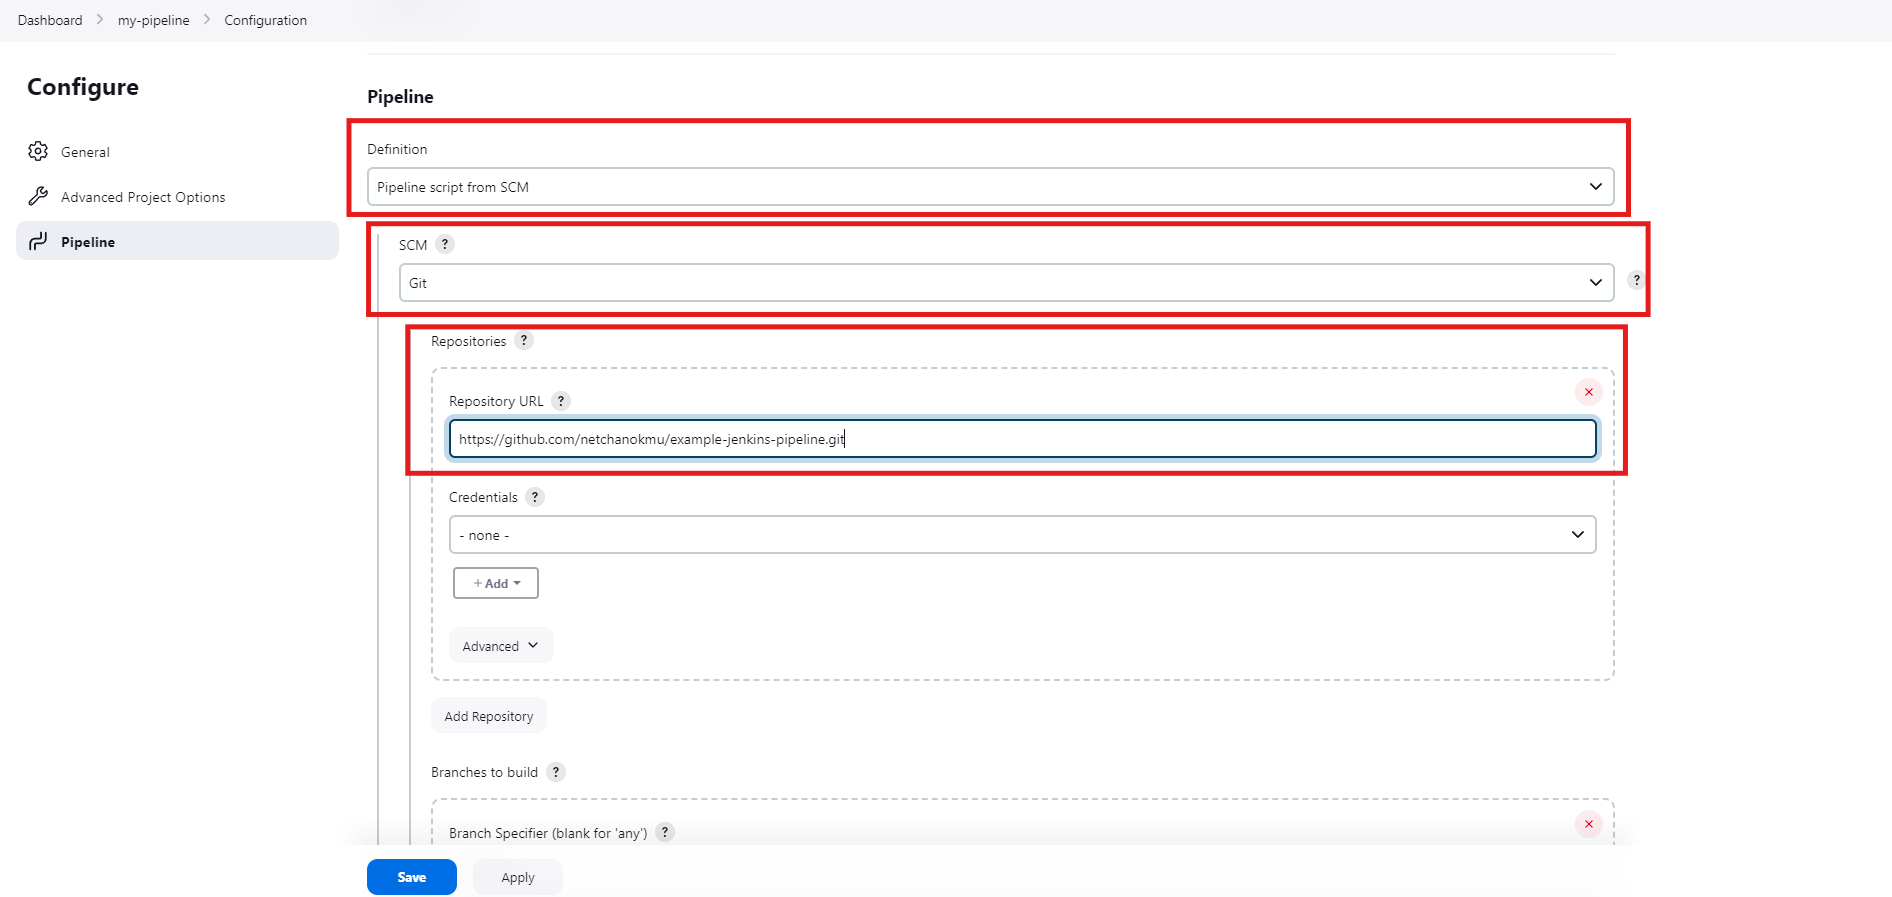 Dashboard > my-pipeline > Configuration
Configure
General
Advanced Project Options
Pipeline
Pipeline
Definition
Pipeline script from SCM
SCM ?
Git
?
Repositories ?
Repository URL ?
https://github.com/netchanokmu/example-jenkins-pipeline.git
Credentials ?
- none -
+ Add
Advanced
Add Repository
Branches to build ?
Branch Specifier (blank for 'any') ?
Save
Apply